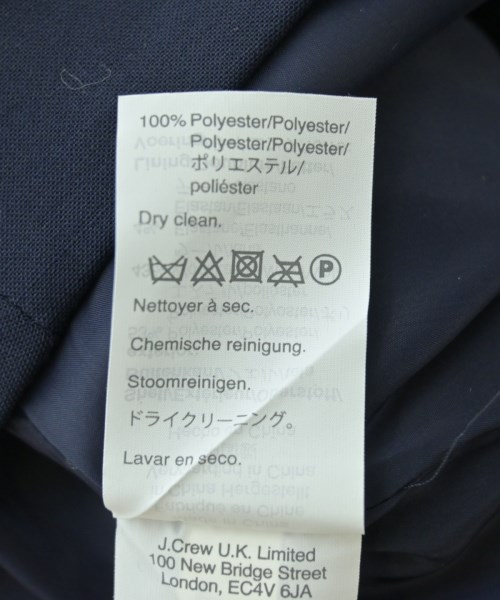 100% Polyester/Polyester/
Polyester/Polyester/
ポリエステル/
poliéster
Dry clean.
P
Nettoyer à sec.
Chemische reinigung.
Stoomreinigen.
ドライクリーニング。
Lavar en seco.
J.Crew U.K. Limited
100 New Bridge Street
London, EC4V 6JA